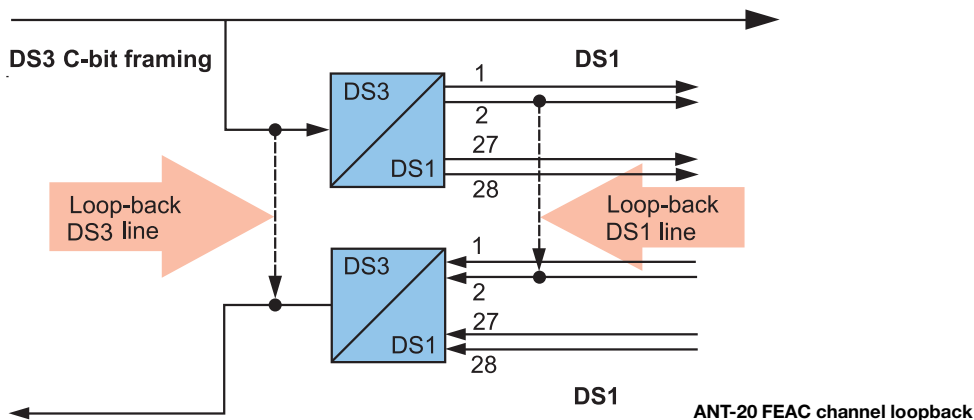 DS3 C-bit framing
DS1
DS3
DS1
1
2
27
28
Loop-back
DS3 line
Loop-back
DS1 line
DS3
DS1
1
2
27
28
DS1
ANT-20 FEAC channel loopback